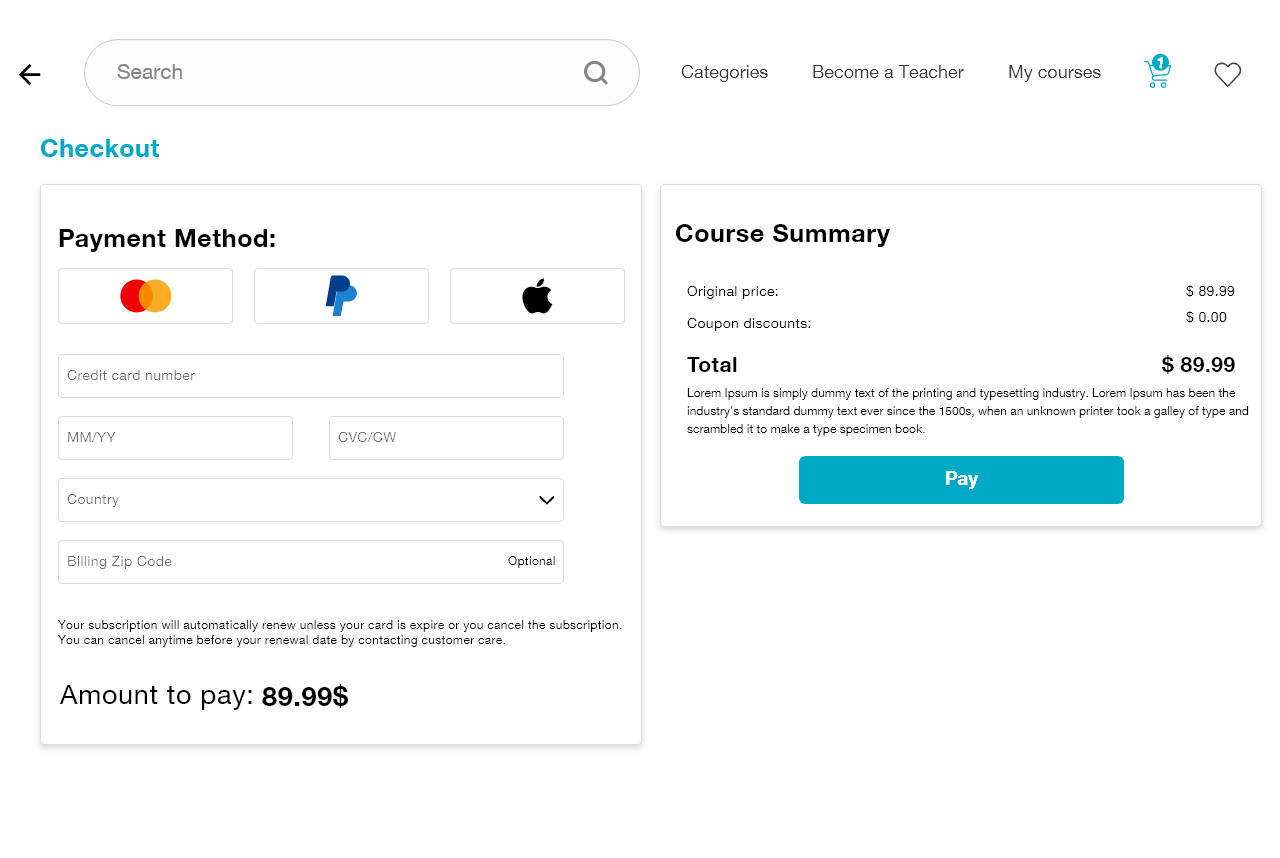 Search
Categories
Become a Teacher
My courses
1
Checkout
Payment Method:
Credit card number
MM/YY
CVC/CW
Country
Billing Zip Code
Optional
Your subscription will automatically renew unless your card is expire or you cancel the subscription.
You can cancel anytime before your renewal date by contacting customer care.
Amount to pay: 89.99$
Course Summary
Original price: $ 89.99
Coupon discounts: $ 0.00
Total $ 89.99
Lorem Ipsum is simply dummy text of the printing and typesetting industry. Lorem Ipsum has been the
industry's standard dummy text ever since the 1500s, when an unknown printer took a galley of type and
scrambled it to make a type specimen book.
Pay